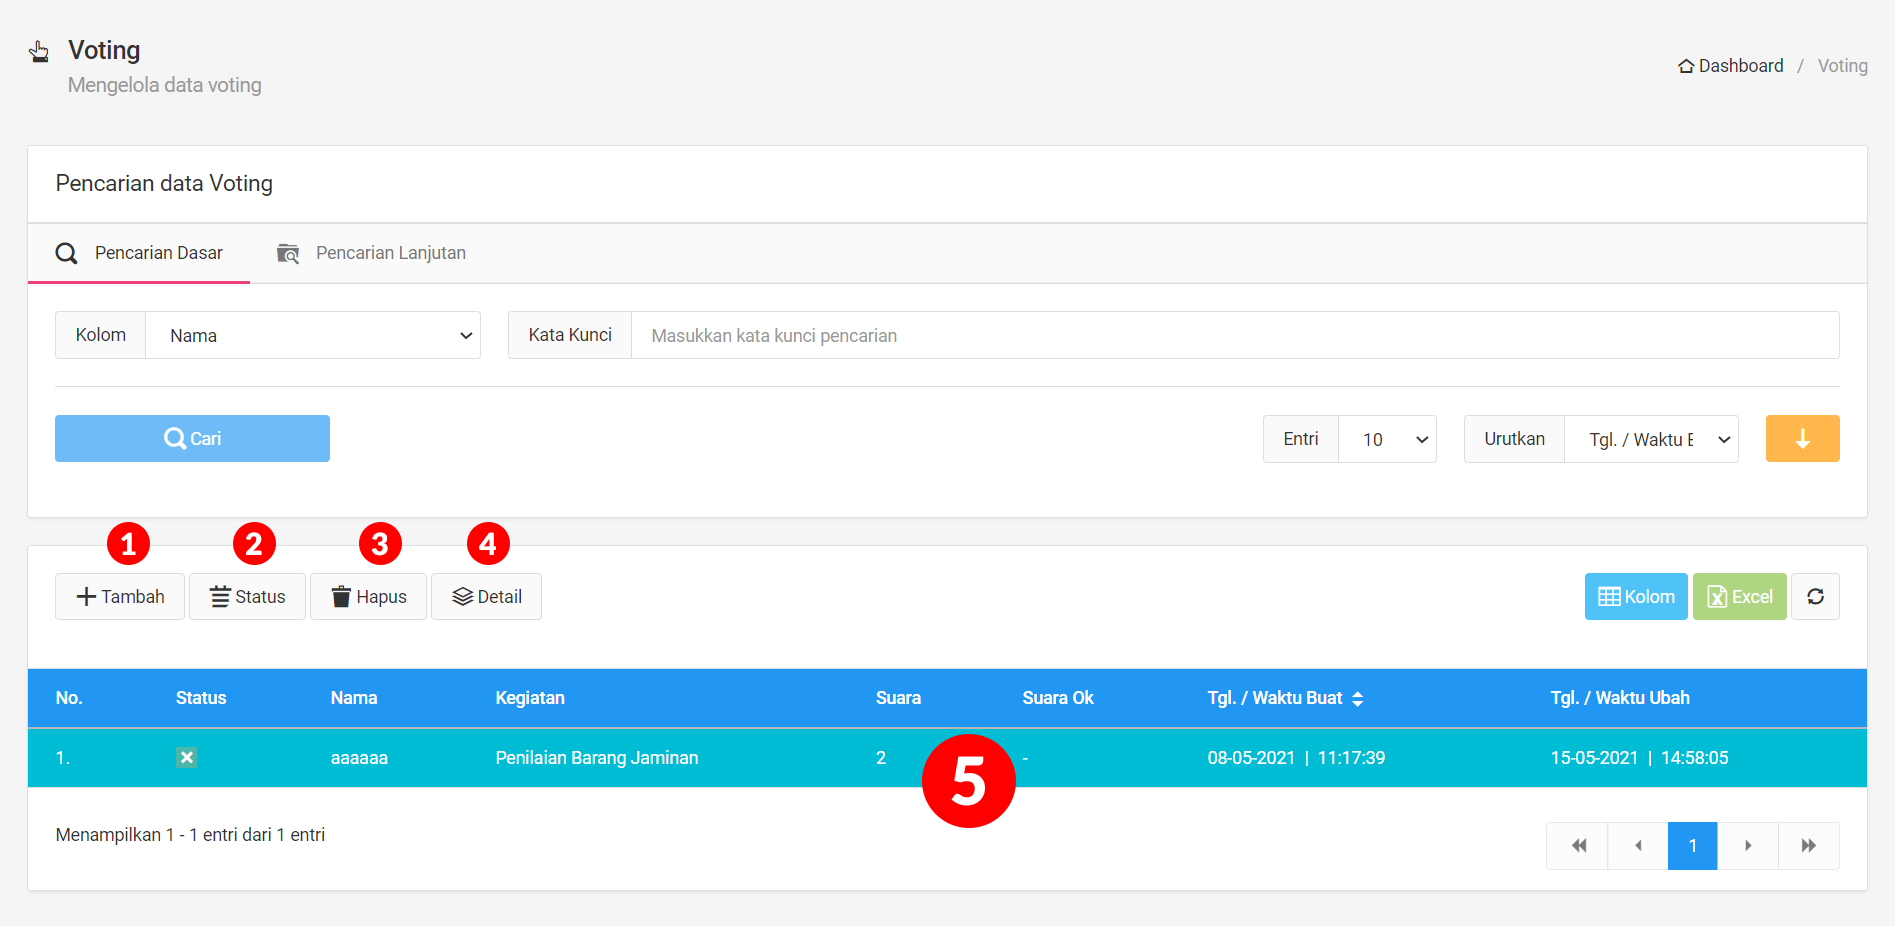 Voting
Mengelola data voting
Dashboard / Voting
Pencarian data Voting
Pencarian Dasar Pencarian Lanjutan
Kolom Nama Kata Kunci Masukkan kata kunci pencarian
Cari Entri 10 Urutkan Tgl. / Waktu B
1 2 3 4
Tambah Status Hapus Detail Kolom Excel
No. Status Nama Kegiatan Suara Suara Ok Tgl. / Waktu Buat Tgl. / Waktu Ubah
1. aaaaaa Penilaian Barang Jaminan 2 - 08-05-2021 | 11:17:39 15-05-2021 | 14:58:05
5
Menampilkan 1 - 1 entri dari 1 entri
1